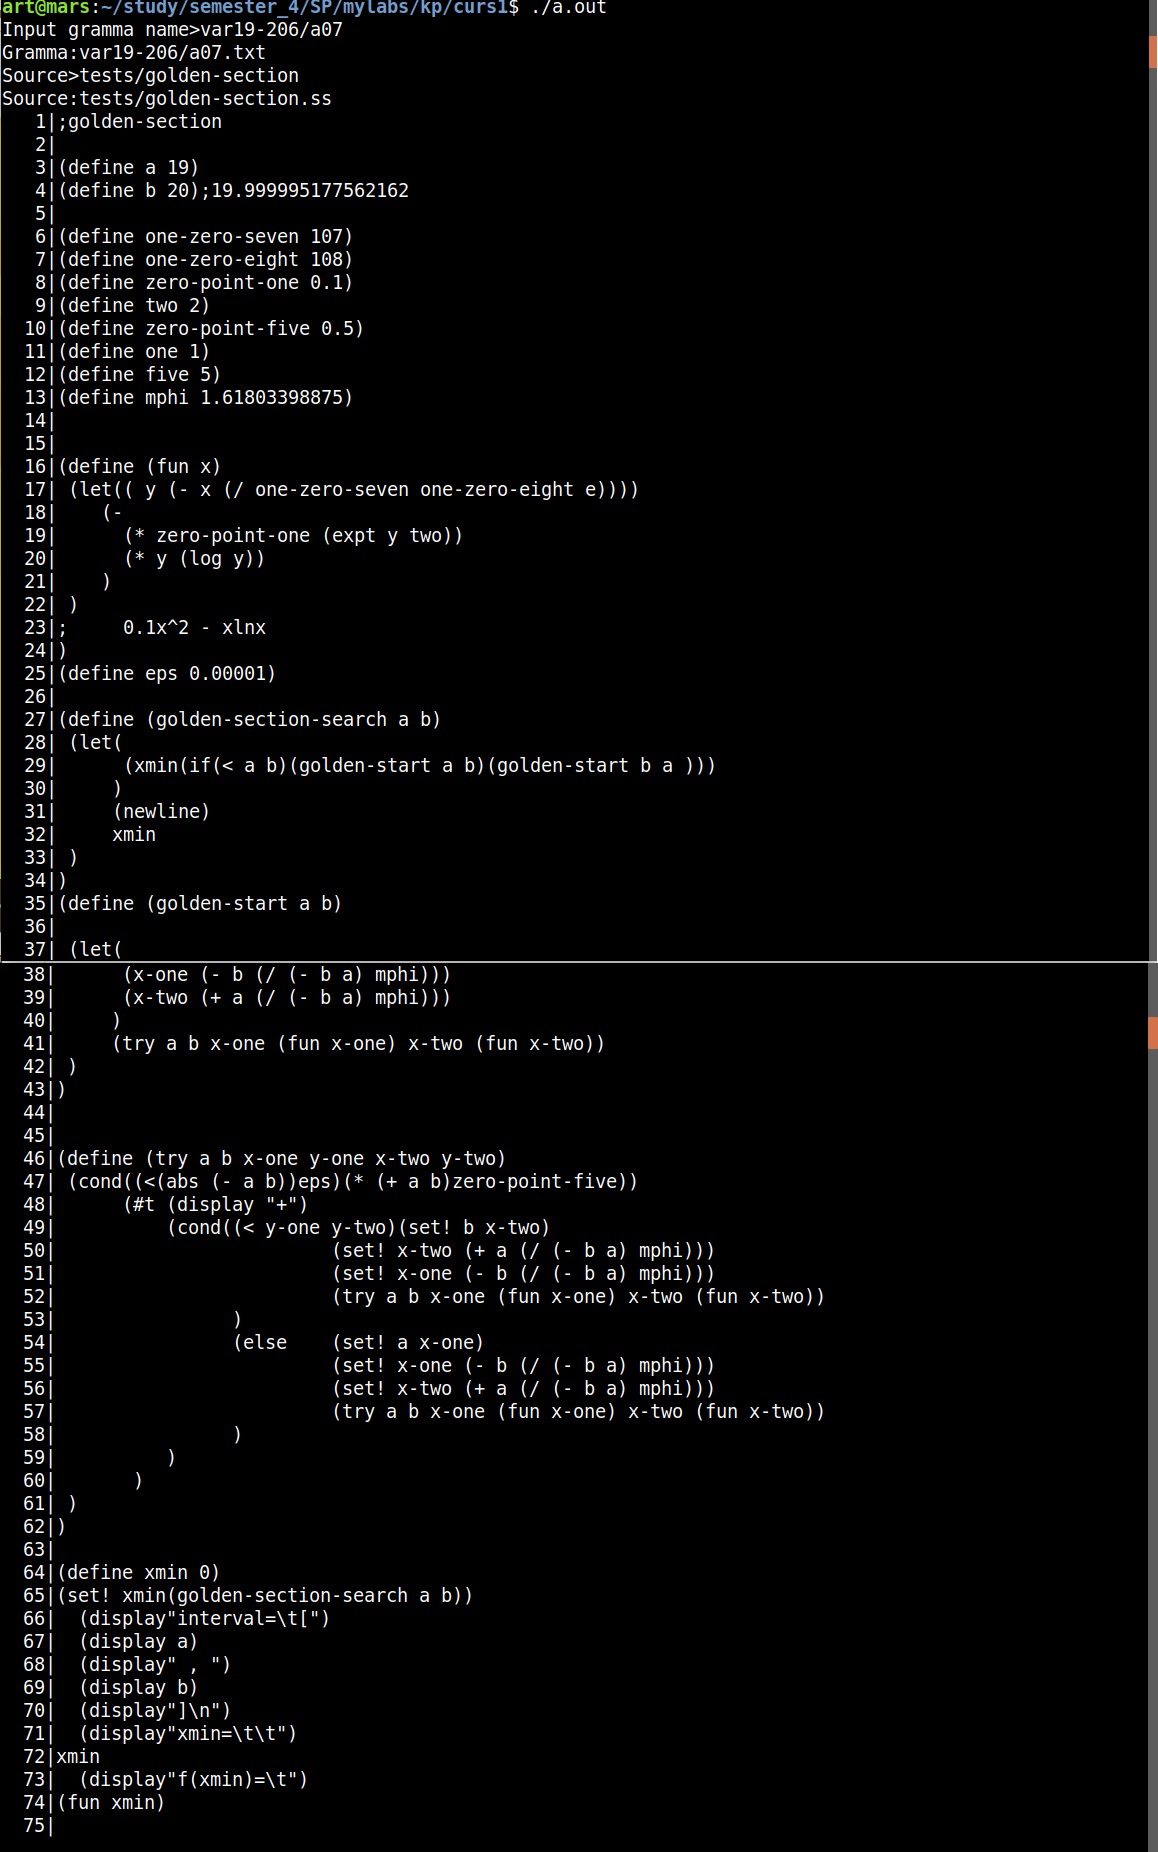 art@mars:~/study/semester_4/SP/mylabs/kp/curs1$ ./a.out
Input gramma name>var19-206/a07
Gramma:var19-206/a07.txt
Source>tests/golden-section
Source:tests/golden-section.ss
   1|;golden-section
   2|
   3|(define a 19)
   4|(define b 20);19.999995177562162
   5|
   6|(define one-zero-seven 107)
   7|(define one-zero-eight 108)
   8|(define zero-point-one 0.1)
   9|(define two 2)
  10|(define zero-point-five 0.5)
  11|(define one 1)
  12|(define five 5)
  13|(define mphi 1.61803398875)
  14|
  15|
  16|(define (fun x)
  17| (let(( y (- x (/ one-zero-seven one-zero-eight e))))
  18|    (-
  19|      (* zero-point-one (expt y two))
  20|      (* y (log y))
  21|    )
  22| )
  23|;     0.1x^2 - xlnx
  24|)
  25|(define eps 0.00001)
  26|
  27|(define (golden-section-search a b)
  28| (let(
  29|      (xmin(if(< a b)(golden-start a b)(golden-start b a )))
  30|     )
  31|     (newline)
  32|     xmin
  33| )
  34|)
  35|(define (golden-start a b)
  36|
  37| (let(
  38|      (x-one (- b (/ (- b a) mphi)))
  39|      (x-two (+ a (/ (- b a) mphi)))
  40|     )
  41|     (try a b x-one (fun x-one) x-two (fun x-two))
  42| )
  43|)
  44|
  45|
  46|(define (try a b x-one y-one x-two y-two)
  47| (cond((<(abs (- a b))eps)(* (+ a b)zero-point-five))
  48|      (#t (display "+")
  49|          (cond((< y-one y-two)(set! b x-two)
  50|                         (set! x-two (+ a (/ (- b a) mphi)))
  51|                         (set! x-one (- b (/ (- b a) mphi)))
  52|                         (try a b x-one (fun x-one) x-two (fun x-two))
  53|                )
  54|                (else    (set! a x-one)
  55|                         (set! x-one (- b (/ (- b a) mphi)))
  56|                         (set! x-two (+ a (/ (- b a) mphi)))
  57|                         (try a b x-one (fun x-one) x-two (fun x-two))
  58|                )
  59|          )
  60|       )
  61| )
  62|)
  63|
  64|(define xmin 0)
  65|(set! xmin(golden-section-search a b))
  66|  (display"interval=\t[")
  67|  (display a)
  68|  (display" , ")
  69|  (display b)
  70|  (display"]\n")
  71|  (display"xmin=\t\t")
  72|xmin
  73|  (display"f(xmin)=\t")
  74|(fun xmin)
  75|